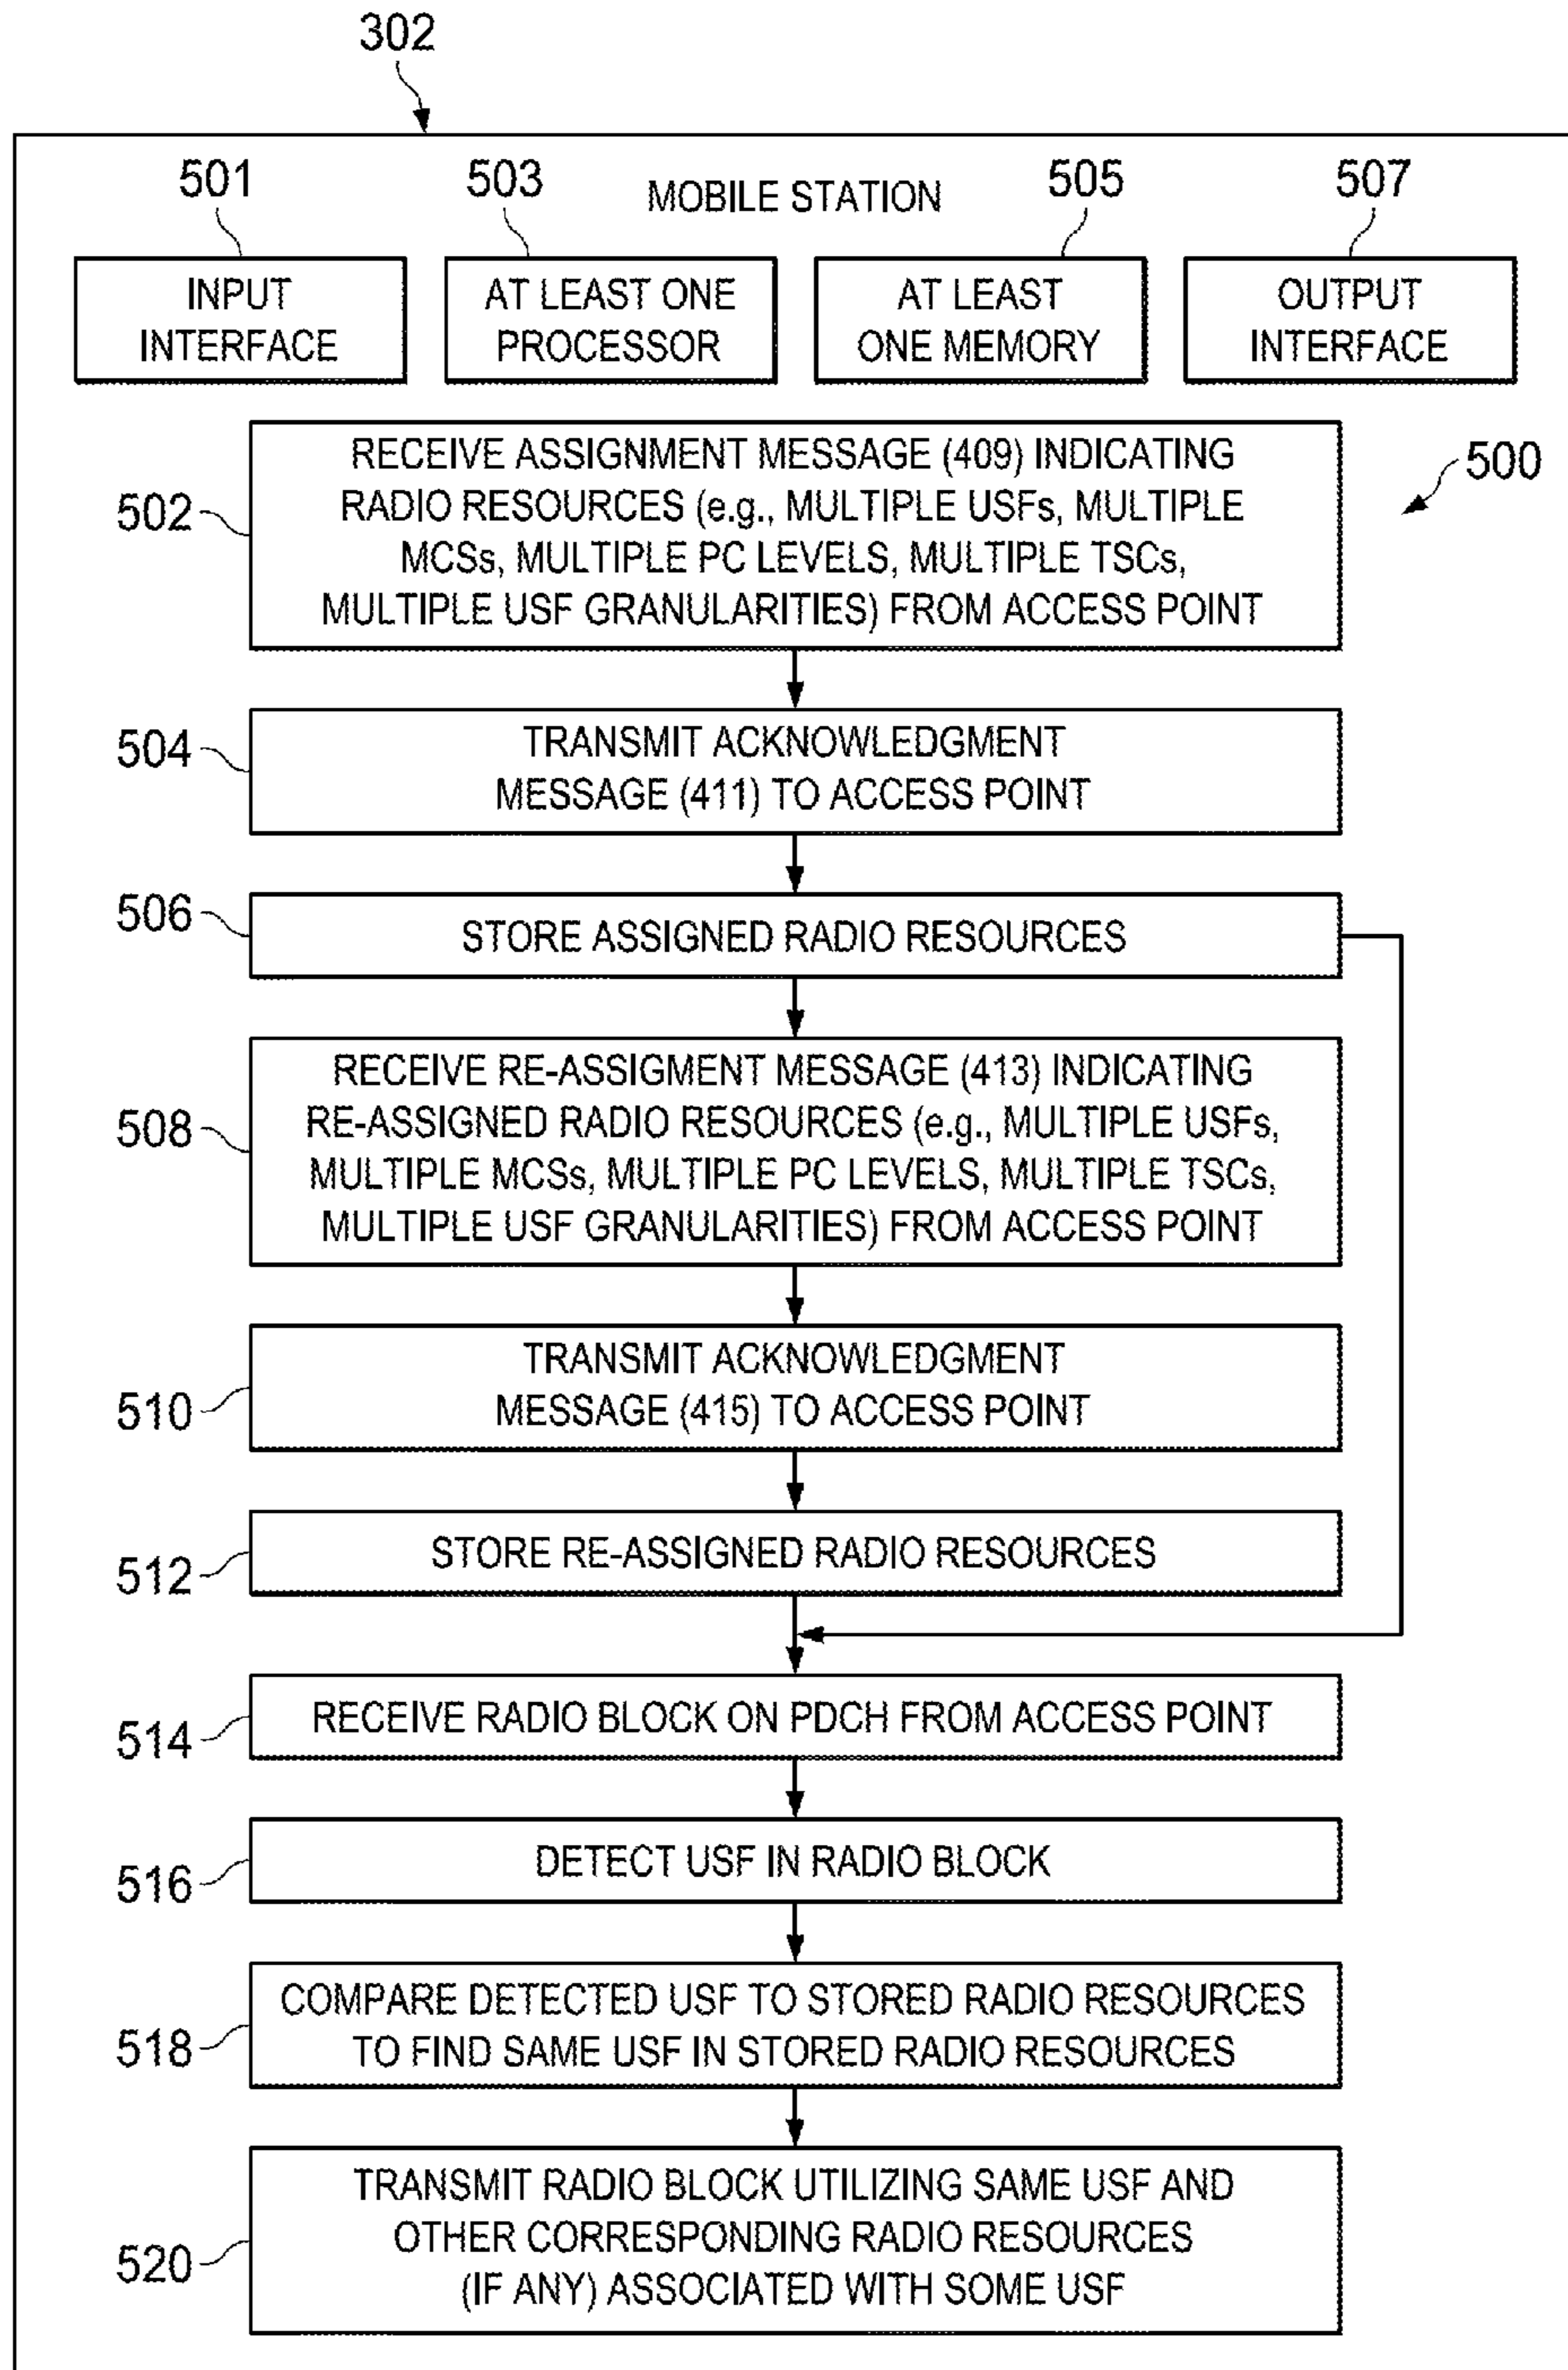 302
501
503
MOBILE STATION
505
507
INPUT
INTERFACE
AT LEAST ONE
PROCESSOR
AT LEAST
ONE MEMORY
OUTPUT
INTERFACE
500
502
RECEIVE ASSIGNMENT MESSAGE (409) INDICATING
RADIO RESOURCES (e.g., MULTIPLE USFs, MULTIPLE
MCSs, MULTIPLE PC LEVELS, MULTIPLE TSCs,
MULTIPLE USF GRANULARITIES) FROM ACCESS POINT
504
TRANSMIT ACKNOWLEDGMENT
MESSAGE (411) TO ACCESS POINT
506
STORE ASSIGNED RADIO RESOURCES
508
RECEIVE RE-ASSIGMENT MESSAGE (413) INDICATING
RE-ASSIGNED RADIO RESOURCES (e.g., MULTIPLE USFs,
MULTIPLE MCSs, MULTIPLE PC LEVELS, MULTIPLE TSCs,
MULTIPLE USF GRANULARITIES) FROM ACCESS POINT
510
TRANSMIT ACKNOWLEDGMENT
MESSAGE (415) TO ACCESS POINT
512
STORE RE-ASSIGNED RADIO RESOURCES
514
RECEIVE RADIO BLOCK ON PDCH FROM ACCESS POINT
516
DETECT USF IN RADIO BLOCK
518
COMPARE DETECTED USF TO STORED RADIO RESOURCES
TO FIND SAME USF IN STORED RADIO RESOURCES
520
TRANSMIT RADIO BLOCK UTILIZING SAME USF AND
OTHER CORRESPONDING RADIO RESOURCES
(IF ANY) ASSOCIATED WITH SOME USF